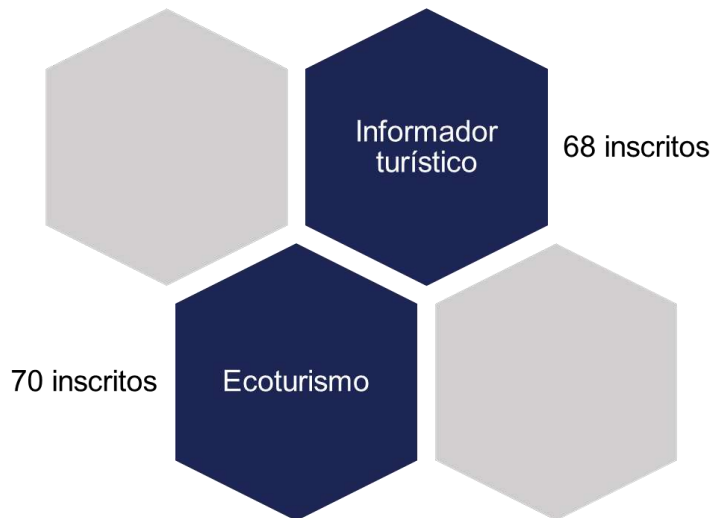 Informador
turístico
68 inscritos
70 inscritos
Ecoturismo